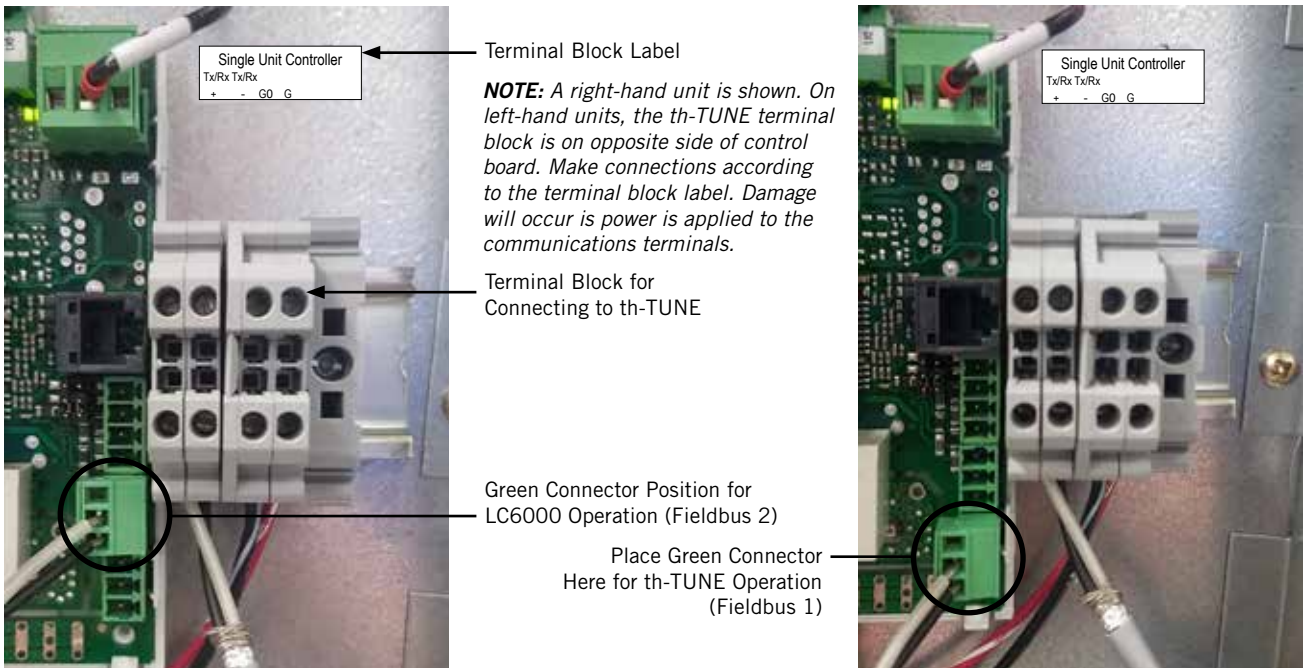 Single Unit Controller
Tx/Rx Tx/Rx
+ - G0 G
Terminal Block Label
NOTE: A right-hand unit is shown. On
left-hand units, the th-TUNE terminal
block is on opposite side of control
board. Make connections according
to the terminal block label. Damage
will occur is power is applied to the
communications terminals.
Terminal Block for
Connecting to th-TUNE
Green Connector Position for
LC6000 Operation (Fieldbus 2)
Place Green Connector
Here for th-TUNE Operation
(Fieldbus 1)
Single Unit Controller
Tx/Rx Tx/Rx
+ - G0 G